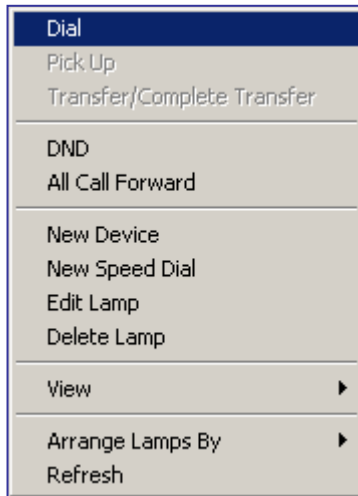 Dial
Pick Up
Transfer/Complete Transfer
DND
All Call Forward
New Device
New Speed Dial
Edit Lamp
Delete Lamp
View
Arrange Lamps By
Refresh